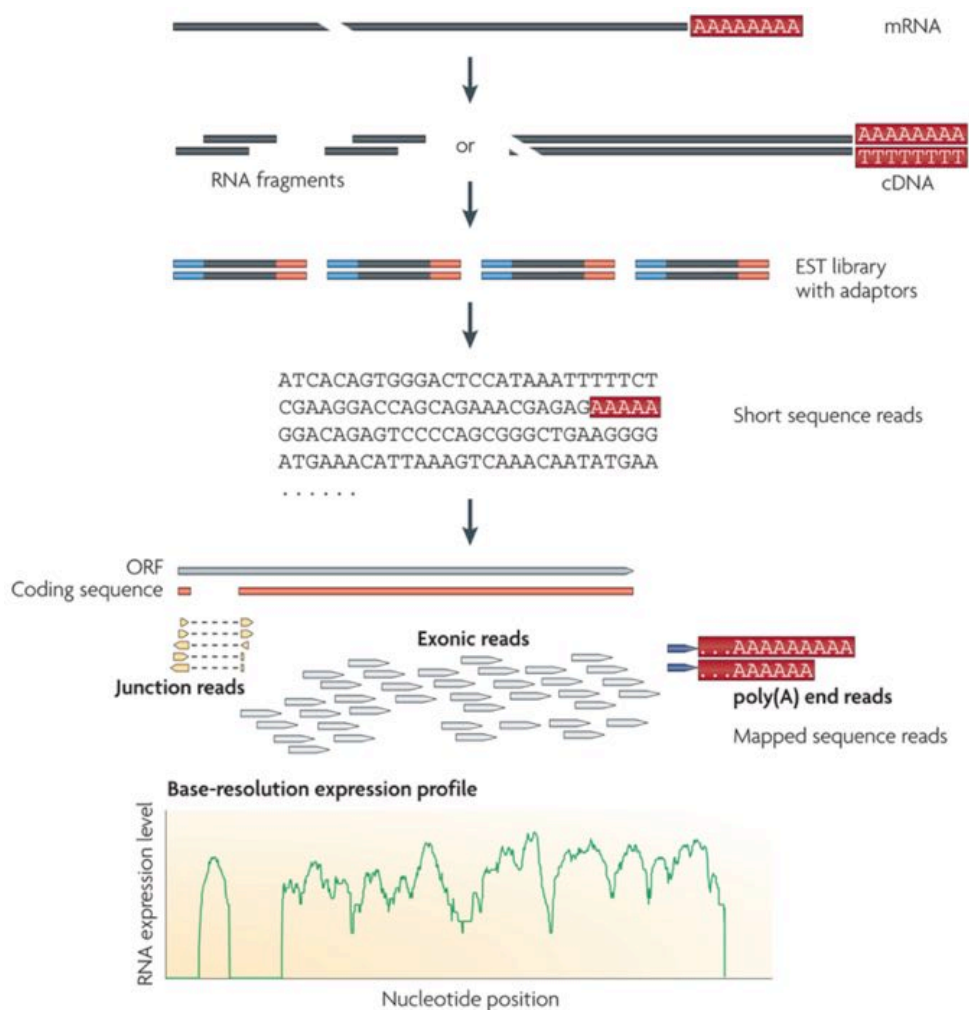 AAAAAAAA
mRNA
AAAAAAAA
or
TTTTTTTT
RNA fragments
cDNA
EST library
with adaptors
ATCACAGTGGGACTCCATAAATTTTTCT
CGAAGGACCAGCAGAAACGAGAGAAAAA
Short sequence reads
GGACAGAGTCCCCAGCGGGCTGAAGGGG
ATGAAACATTAAAGTCAAACAATATGAA
. . . . . .
ORF
Coding sequence
Exonic reads
...AAAAAAAAA
...AAAAAA
Junction reads
poly(A) end reads
Mapped sequence reads
Base-resolution expression profile
RNA expression level
Nucleotide position